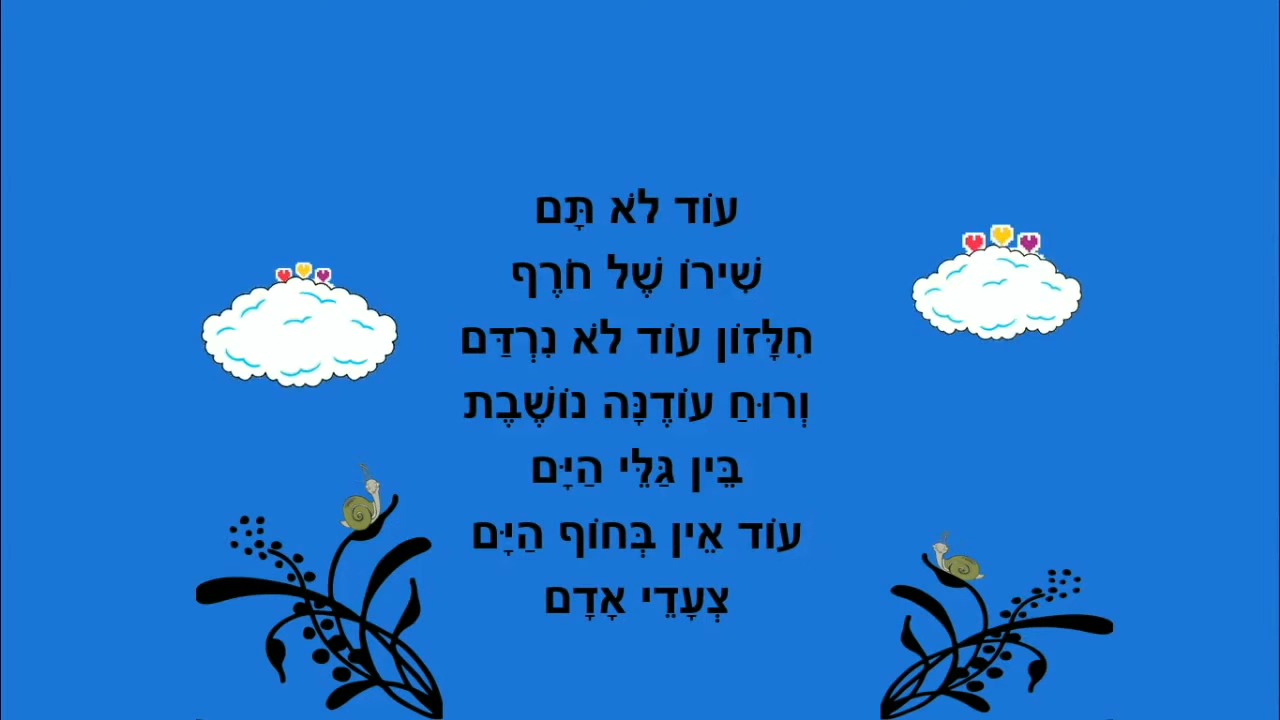 עוֹד לֹא תָּם
שִׁירוֹ שֶׁל חֹרֶף
חִלָּזוֹן עוֹד לֹא נִרְדַּם
וְרוּחַ עוֹדֶנָּה נוֹשֶׁבֶת
בֵּין גַּלֵּי הַיָּם
עוֹד אֵין בְּחוֹף הַיָּם
צְעָדֵי אָדָם